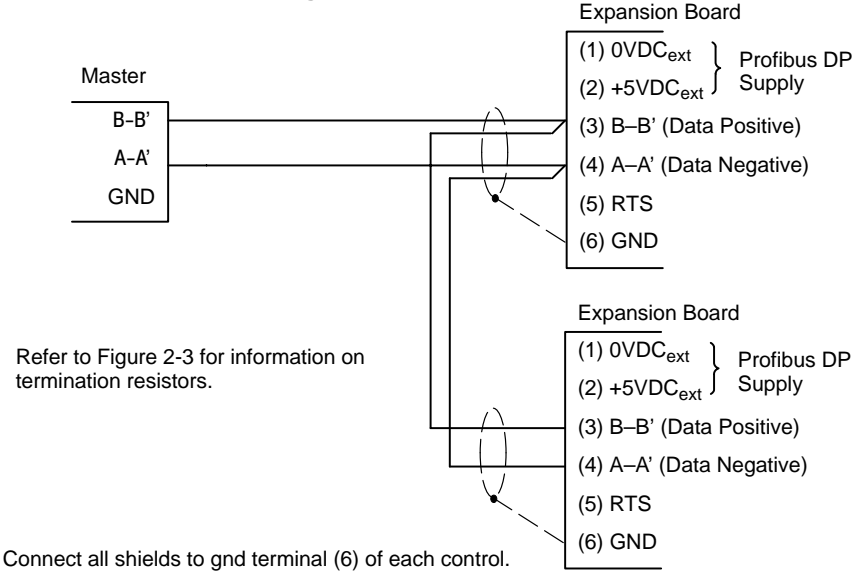 Expansion Board
(1) 0VDCext
Profibus DP
Supply
(2) +5VDCext
(3) B–B’ (Data Positive)
(4) A–A’ (Data Negative)
(5) RTS
(6) GND
Master
B-B’
A-A’
GND
Expansion Board
(1) 0VDCext
Profibus DP
Supply
(2) +5VDCext
(3) B–B’ (Data Positive)
(4) A–A’ (Data Negative)
(5) RTS
(6) GND
Refer to Figure 2-3 for information on
termination resistors.
Connect all shields to gnd terminal (6) of each control.